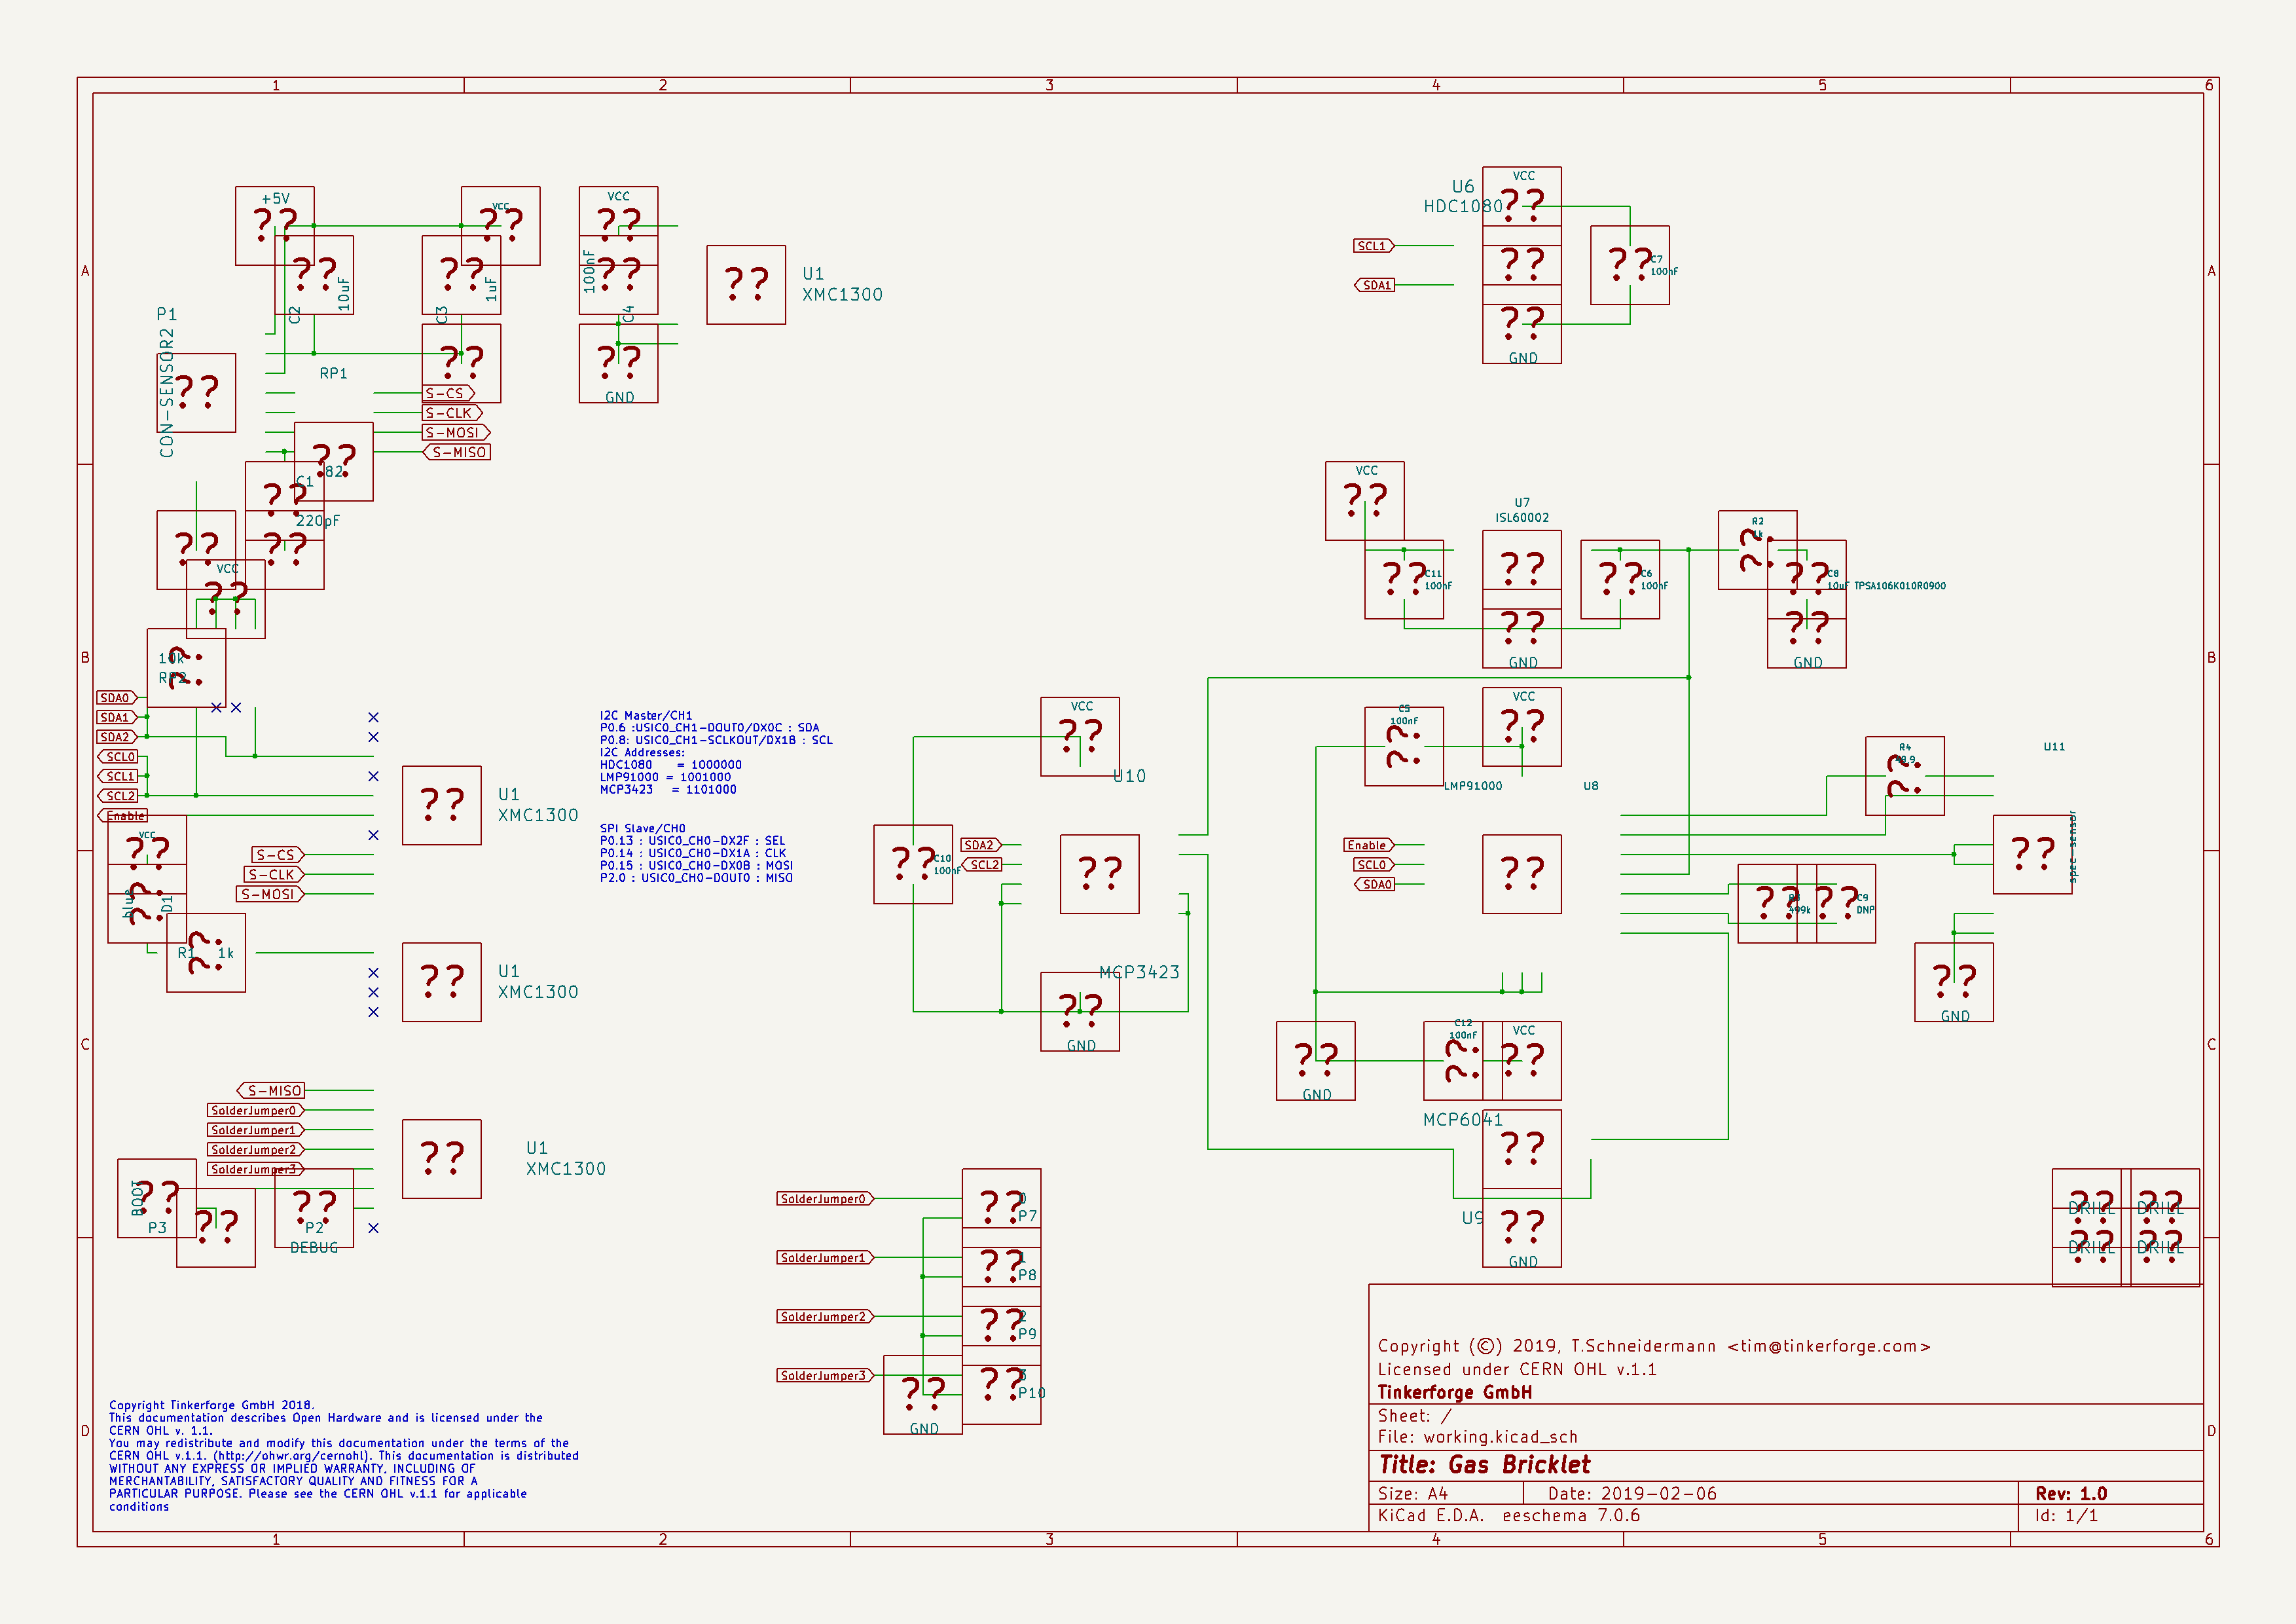 1 2 3 4 5 6
A
B
C
D
+5V
VCC
??
10uF
C2
1uF
C3
VCC
100nF
C4
GND
U1
XMC1300
P1
CON-SENSOR2
RP1
S-CS
S-CLK
S-MOSI
S-MISO
82
C1
220pF
VCC
10k
RP2
SDA0
SDA1
SDA2
SCL0
SCL1
SCL2
Enable
VCC
blue
D1
R1 1k
S-CS
S-CLK
S-MOSI
U1
XMC1300
U1
XMC1300
S-MISO
SolderJumper0
SolderJumper1
SolderJumper2
SolderJumper3
U1
XMC1300
BOOT
P3
P2
DEBUG
I2C Master/CH1
P0.6 :USIC0_CH1-DOUT0/DX0C : SDA
P0.8: USIC0_CH1-SCLKOUT/DX1B : SCL
I2C Addresses:
HDC1080 = 1000000
LMP91000 = 1001000
MCP3423 = 1101000
SPI Slave/CH0
P0.13 : USIC0_CH0-DX2F : SEL
P0.14 : USIC0_CH0-DX1A : CLK
P0.15 : USIC0_CH0-DX0B : MOSI
P2.0 : USIC0_CH0-DOUT0 : MISO
U6
HDC1080
VCC
SCL1
SDA1
C7
100nF
GND
VCC
U7
ISL60002
C11
100nF
C6
100nF
GND
R2
1k
C8
10uF TPSA106K010R0900
GND
VCC
U10
C10
100nF
SDA2
SCL2
MCP3423
GND
C5
100nF
VCC
LMP91000
U8
Enable
SCL0
SDA0
R4
U11
spec-sensor
499k
C9
DNP
GND
GND
C12
100nF
VCC
MCP6041
U9
GND
SolderJumper0
P7
SolderJumper1
1
P8
SolderJumper2
2
P9
SolderJumper3
P10
GND
DRILL DRILL
DRILL DRILL
Copyright Tinkerforge GmbH 2018.
This documentation describes Open Hardware and is licensed under the
CERN OHL v. 1.1.
You may redistribute and modify this documentation under the terms of the
CERN OHL v.1.1. (http://ohwr.org/cernohl). This documentation is distributed
WITHOUT ANY EXPRESS OR IMPLIED WARRANTY, INCLUDING OF
MERCHANTABILITY, SATISFACTORY QUALITY AND FITNESS FOR A
PARTICULAR PURPOSE. Please see the CERN OHL v.1.1 for applicable
conditions
Copyright (©) 2019, T.Schneidermann <tim@tinkerforge.com>
Licensed under CERN OHL v.1.1
Tinkerforge GmbH
Sheet: /
File: working.kicad_sch
Title: Gas Bricklet
Size: A4 Date: 2019-02-06 Rev: 1.0
KiCad E.D.A. eeschema 7.0.6 Id: 1/1
1 2 3 4 5 6